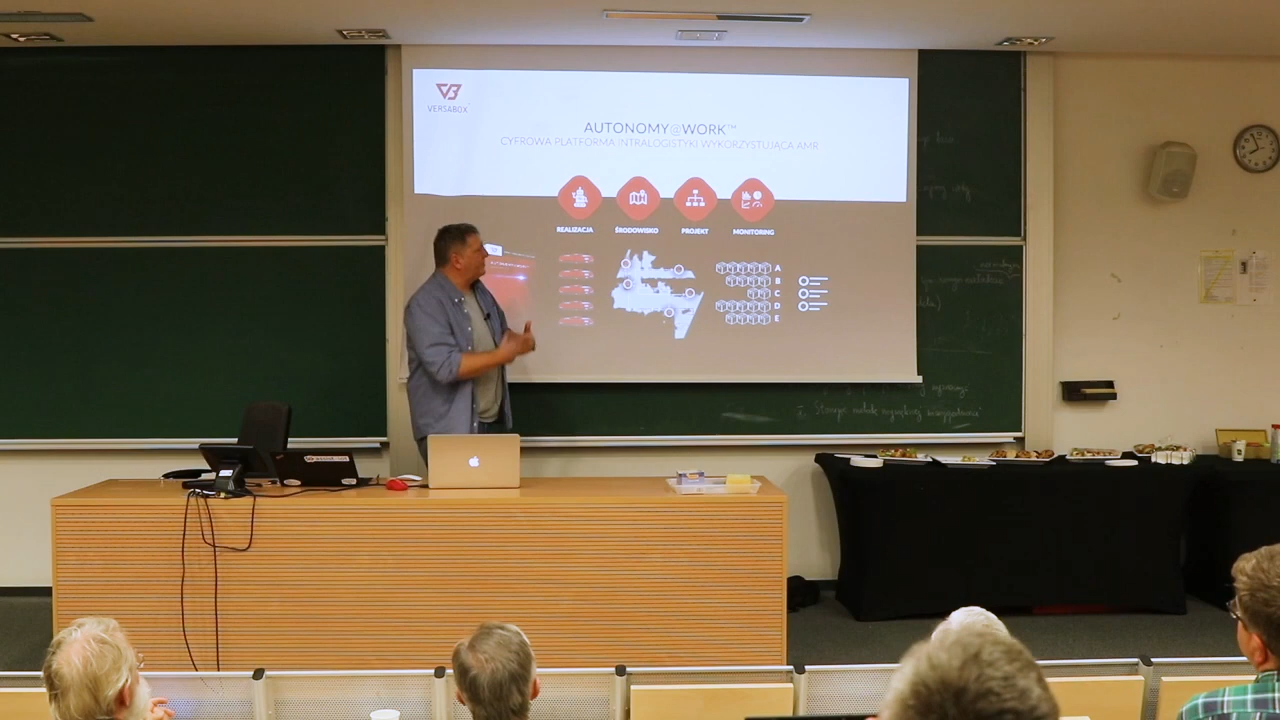 VERSABOX
AUTONOMY@WORK™
CYFROWA PLATFORMA INTRALOGISTYKI WYKORZYSTUJĄCA AMR
REALIZACJA
ŚRODOWISKO
PROJEKT
MONITORING
A
B
C
D
E